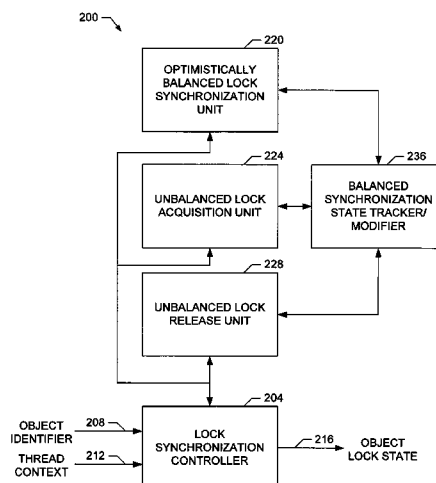 200
220
OPTIMISTICALLY
BALANCED LOCK
SYNCHRONIZATION
UNIT
224
UNBALANCED LOCK
ACQUISITION UNIT
236
BALANCED
SYNCHRONIZATION
STATE TRACKER/
MODIFIER
228
UNBALANCED LOCK
RELEASE UNIT
204
LOCK
SYNCHRONIZATION
CONTROLLER
OBJECT
IDENTIFIER
208
THREAD
CONTEXT
212
216
OBJECT
LOCK STATE